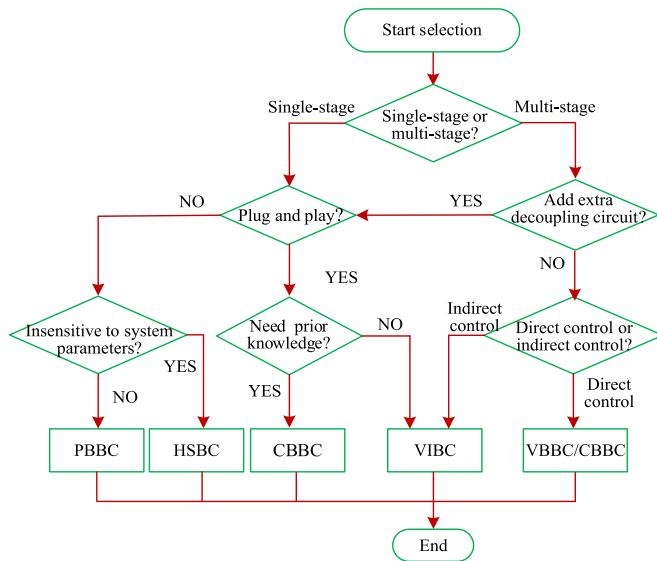 Start selection
Single-stage
Single-stage or
multi-stage?
Multi-stage
NO
Plug and play?
YES
Add extra
decoupling circuit?
YES
NO
Insensitive to system
parameters?
YES
NO
Need prior
knowledge?
NO
YES
Indirect
control
Direct control or
indirect control?
Direct
control
PBBC
HSBC
CBBC
VIBC
VBBC/CBBC
End